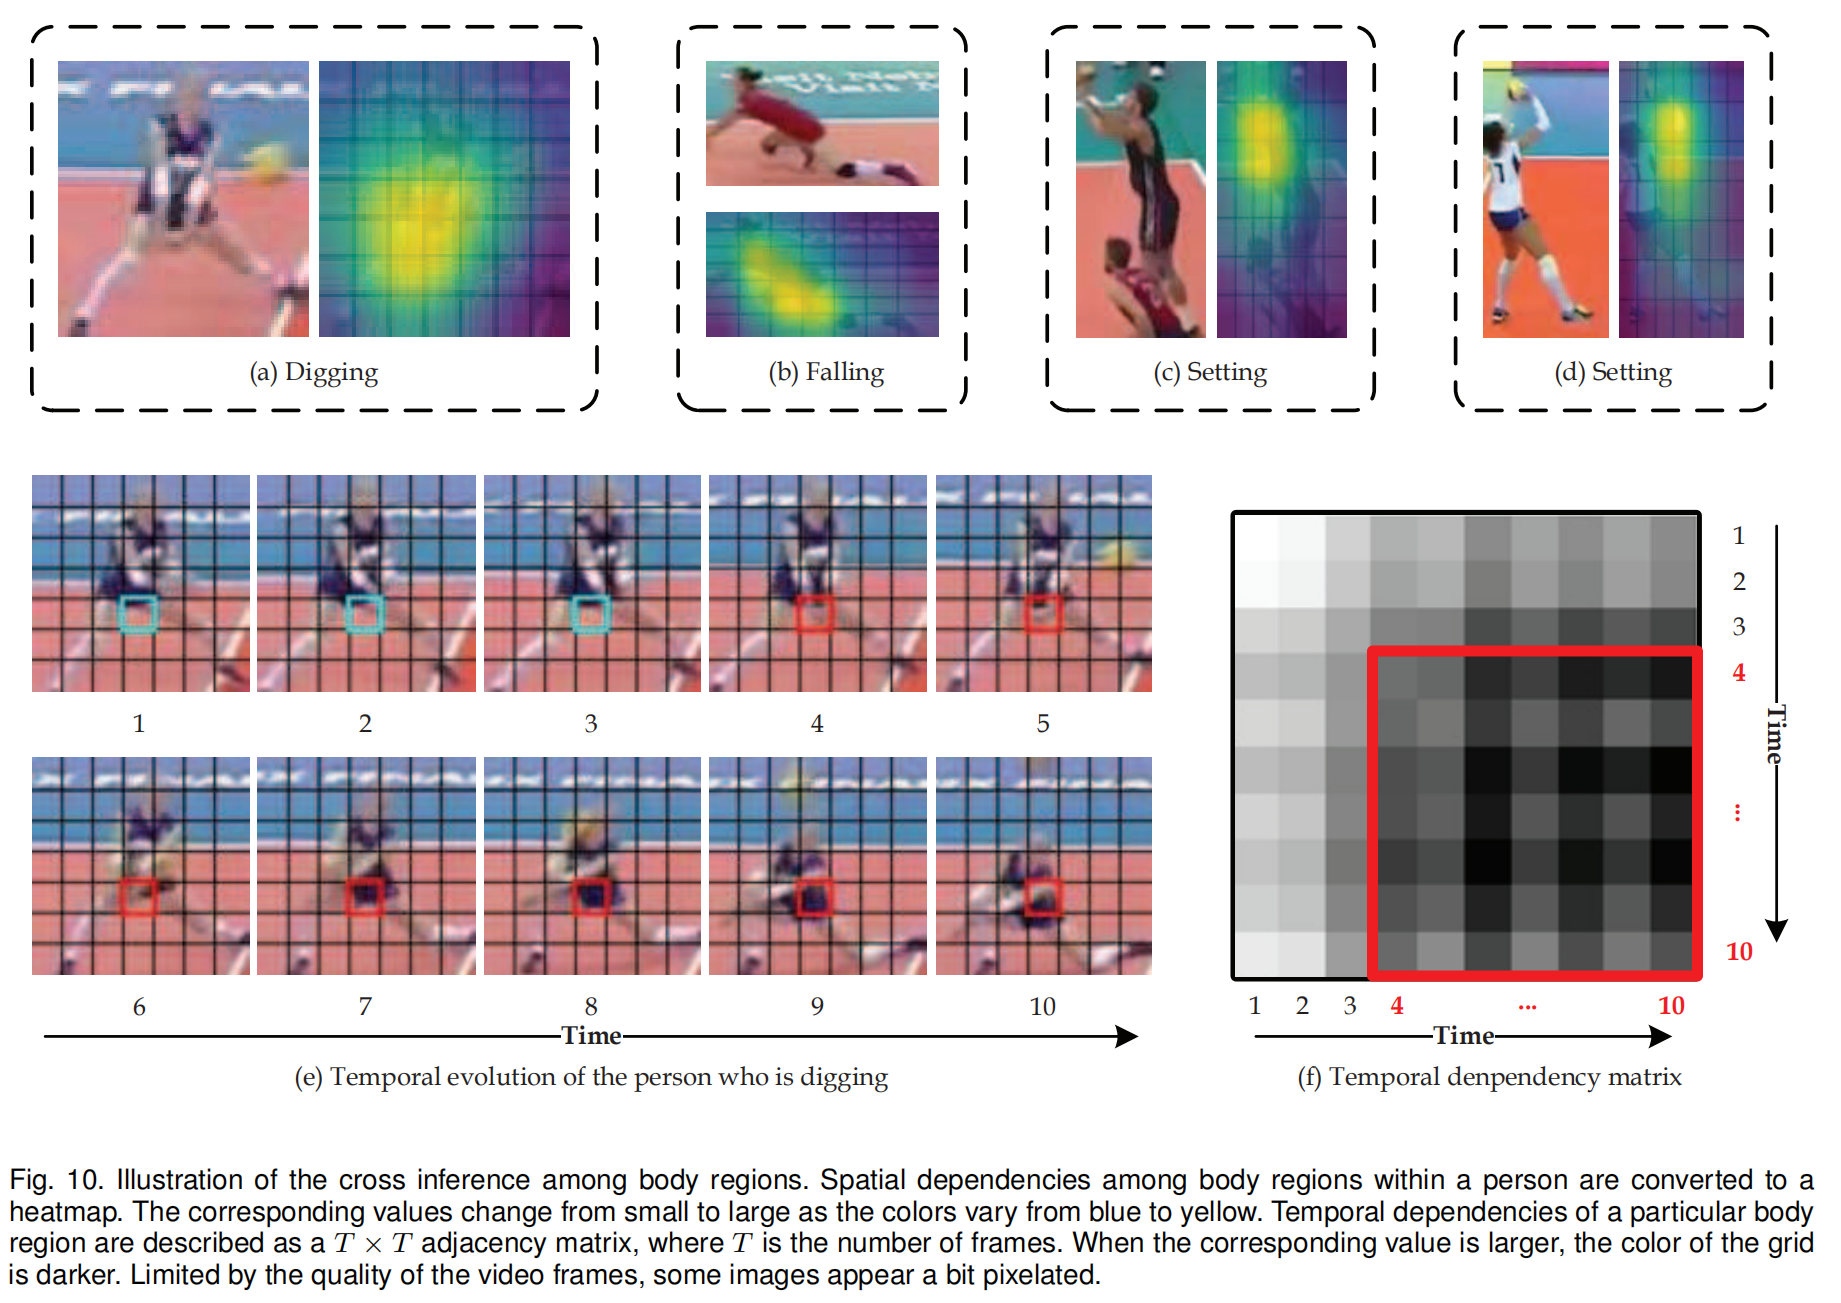 Visit Neb
Visit N
(a) Digging
(b) Falling
(c) Setting
(d) Setting
1
2
3
4
5
6
7
8
9
10
Time
(e) Temporal evolution of the person who is digging
1
2
3
4
...
10
Time
1 2 3 4 ... 10
Time
(f) Temporal denpendency matrix
Fig. 10. Illustration of the cross inference among body regions. Spatial dependencies among body regions within a person are converted to a
heatmap. The corresponding values change from small to large as the colors vary from blue to yellow. Temporal dependencies of a particular body
region are described as a T × T adjacency matrix, where T is the number of frames. When the corresponding value is larger, the color of the grid
is darker. Limited by the quality of the video frames, some images appear a bit pixelated.